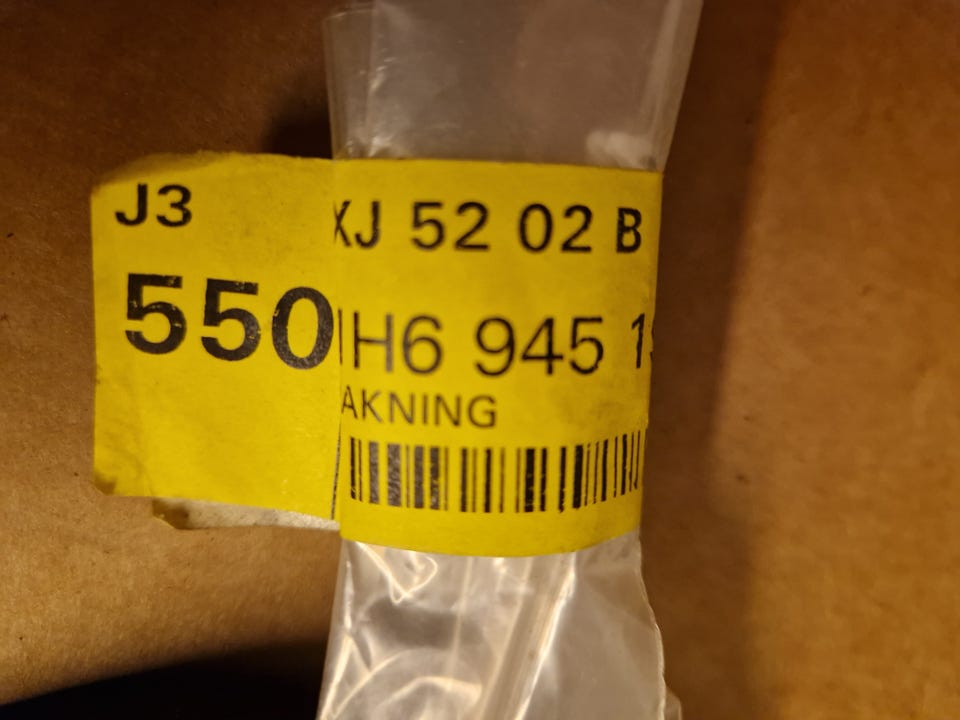 J3
XJ 52 02 B
550
H6 945 1
AKNING